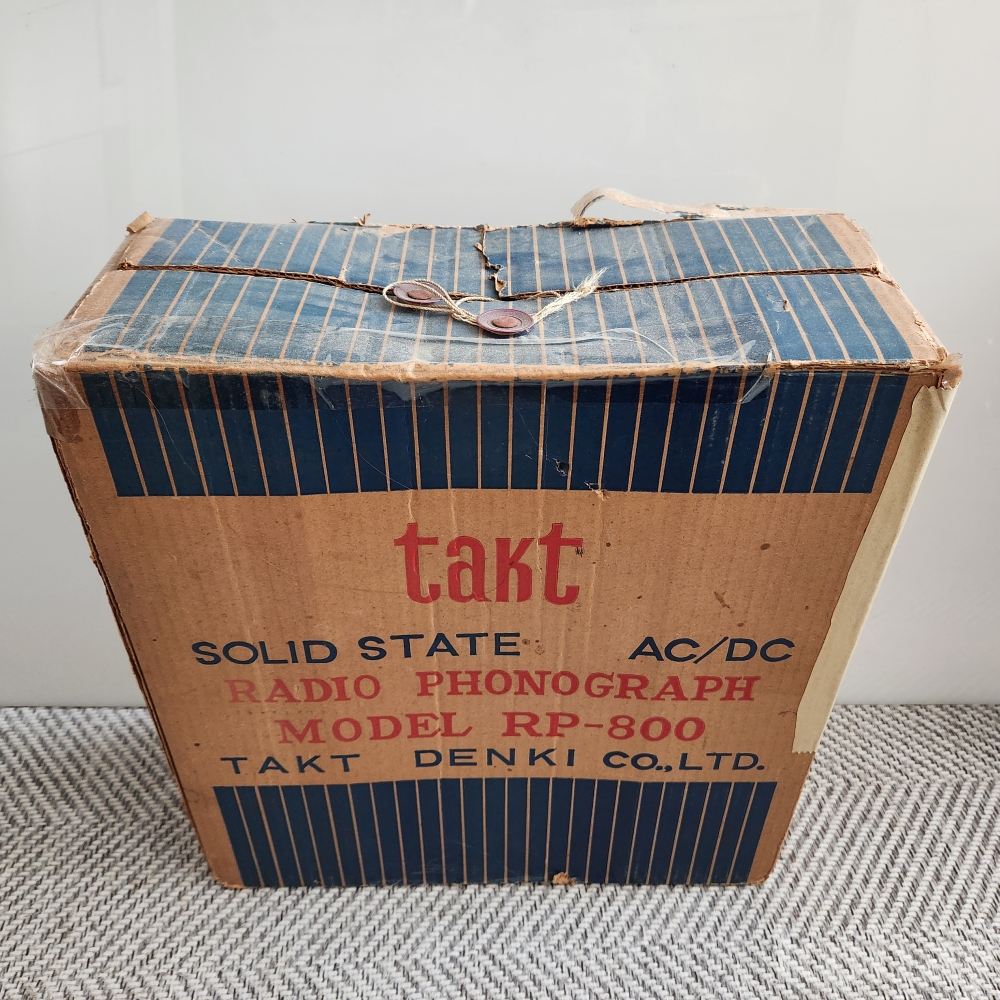 takt
SOLID STATE AC/DC
RADIO PHONOGRAPH
MODEL RP-800
TAKT DENKI CO.,LTD.